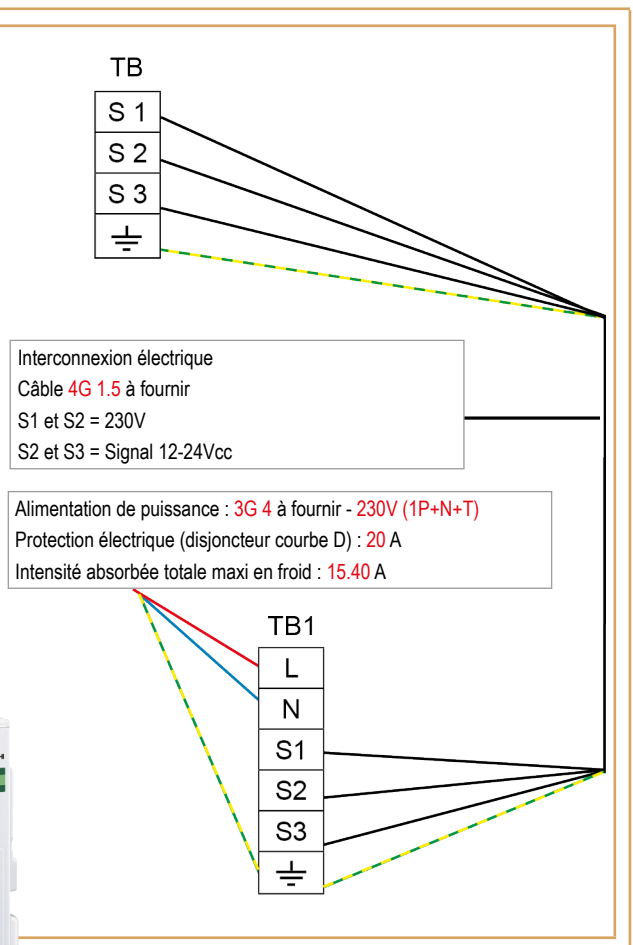 TB
S 1
S 2
S 3
Interconnexion électrique
Câble 4G 1.5 à fournir
S1 et S2 = 230V
S2 et S3 = Signal 12-24Vcc
Alimentation de puissance : 3G 4 à fournir - 230V (1P+N+T)
Protection électrique (disjoncteur courbe D) : 20 A
Intensité absorbée totale maxi en froid : 15.40 A
TB1
L
N
S1
S2
S3